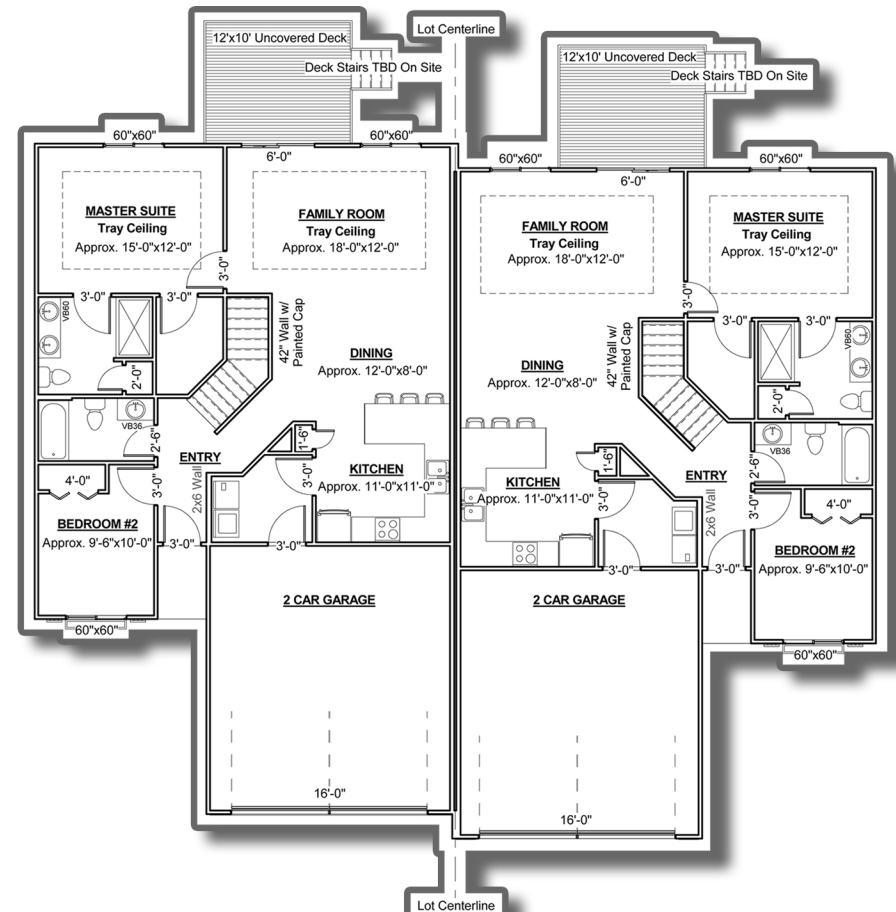 Lot Centerline
12'x10' Uncovered Deck
Deck Stairs TBD On Site
12'x10' Uncovered Deck
Deck Stairs TBD On Site
60"x60"
60"x60"
6'-0"
60"x60"
60"x60"
6'-0"
MASTER SUITE
Tray Ceiling
Approx. 15'-0"x12'-0"
FAMILY ROOM
Tray Ceiling
Approx. 18'-0"x12'-0"
FAMILY ROOM
Tray Ceiling
Approx. 18'-0"x12'-0"
MASTER SUITE
Tray Ceiling
Approx. 15'-0"x12'-0"
3'-0"
3'-0"
3'-0"
3'-0"
3'-0"
3'-0"
VB60
VB60
42" Wall w/
Painted Cap
42" Wall w/
Painted Cap
DINING
Approx. 12'-0"x8'-0"
DINING
Approx. 12'-0"x8'-0"
2'-0"
2'-0"
VB36
VB36
2'-6"
2'-6"
1'-6"
1'-6"
ENTRY
ENTRY
2x6 Wall
2x6 Wall
KITCHEN
Approx. 11'-0"x11'-0"
KITCHEN
Approx. 11'-0"x11'-0"
4'-0"
4'-0"
3'-0"
3'-0"
3'-0"
3'-0"
BEDROOM #2
Approx. 9'-6"x10'-0"
BEDROOM #2
Approx. 9'-6"x10'-0"
3'-0"
3'-0"
3'-0"
3'-0"
2 CAR GARAGE
2 CAR GARAGE
60"x60"
60"x60"
16'-0"
16'-0"
Lot Centerline